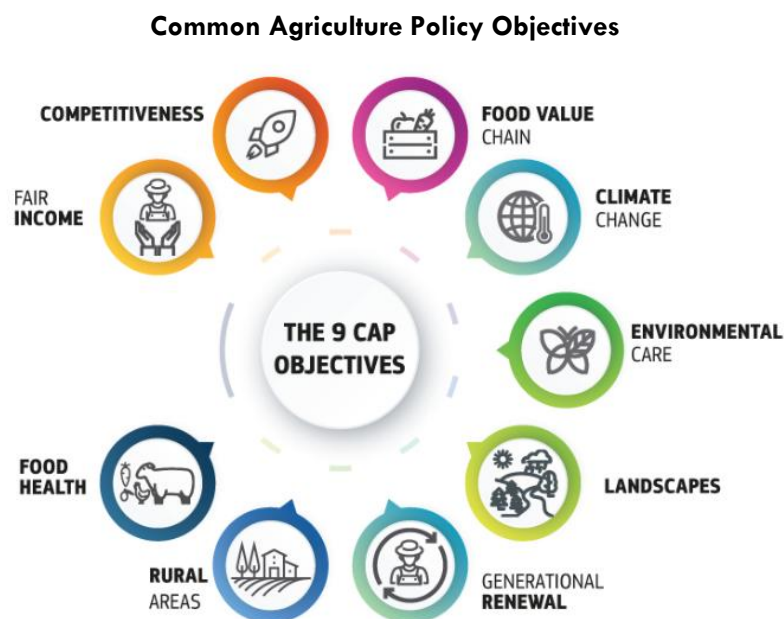 Common Agriculture Policy Objectives
COMPETITIVENESS
FOOD VALUE
CHAIN
FAIR
INCOME
CLIMATE
CHANGE
THE 9 CAP
OBJECTIVES
ENVIRONMENTAL
CARE
FOOD
HEALTH
LANDSCAPES
RURAL
AREAS
GENERATIONAL
RENEWAL